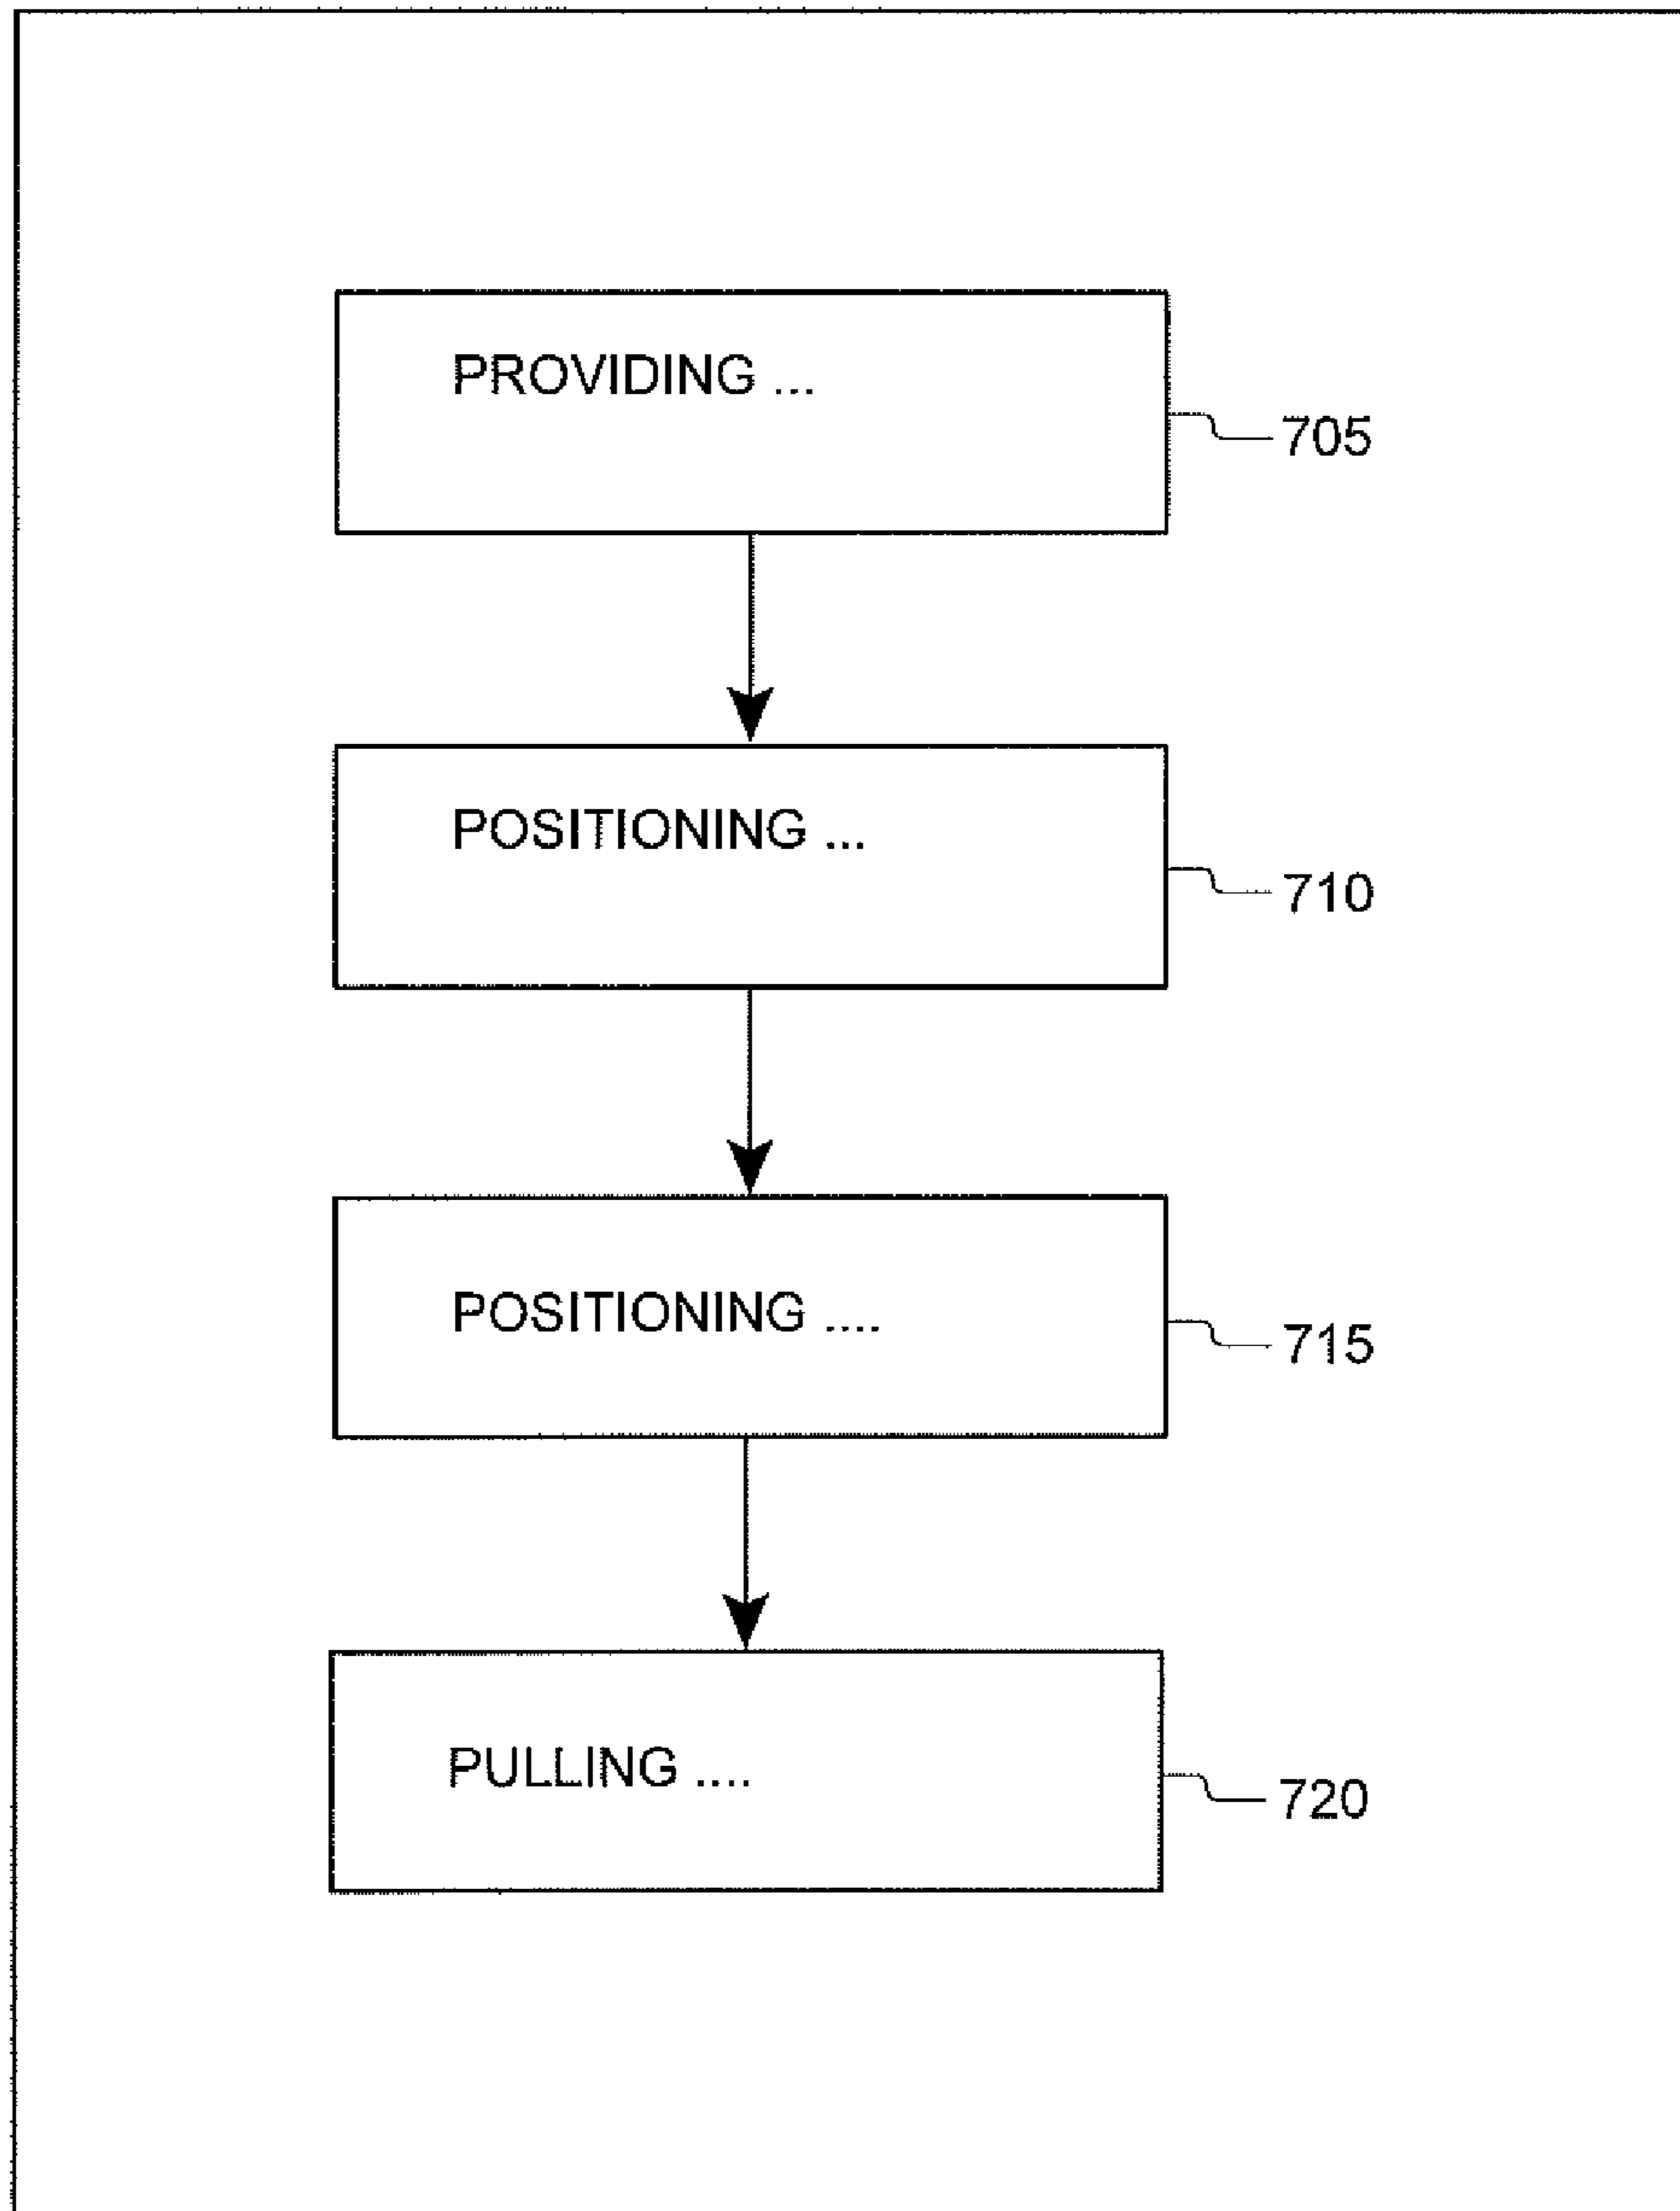 PROVIDING ...
705
POSITIONING ...
710
POSITIONING ....
715
PULLING ....
720